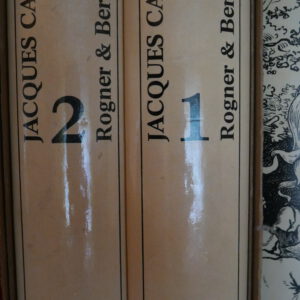 JACQUES CA
2
Rogner & Ber
JACQUES CA
1
Rogner & Ber